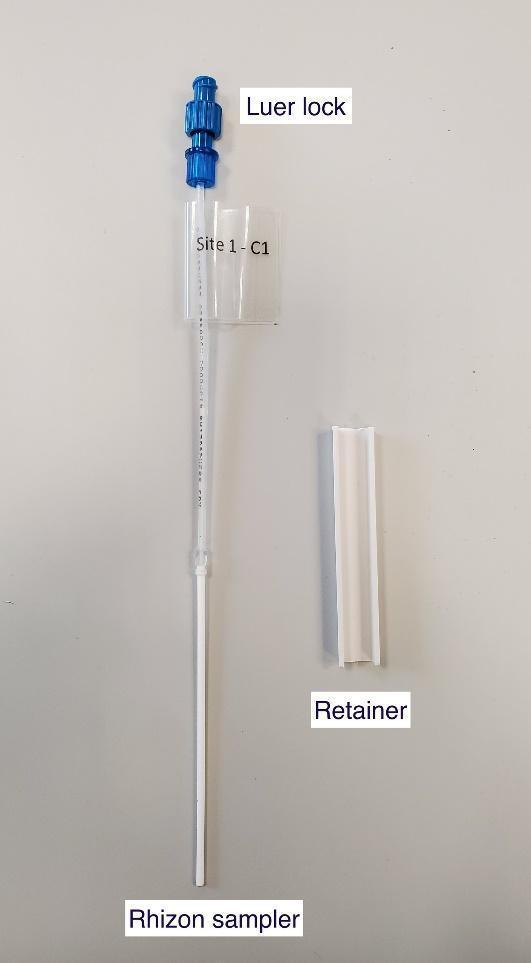 Luer lock
Site 1 - C1
Retainer
Rhizon sampler